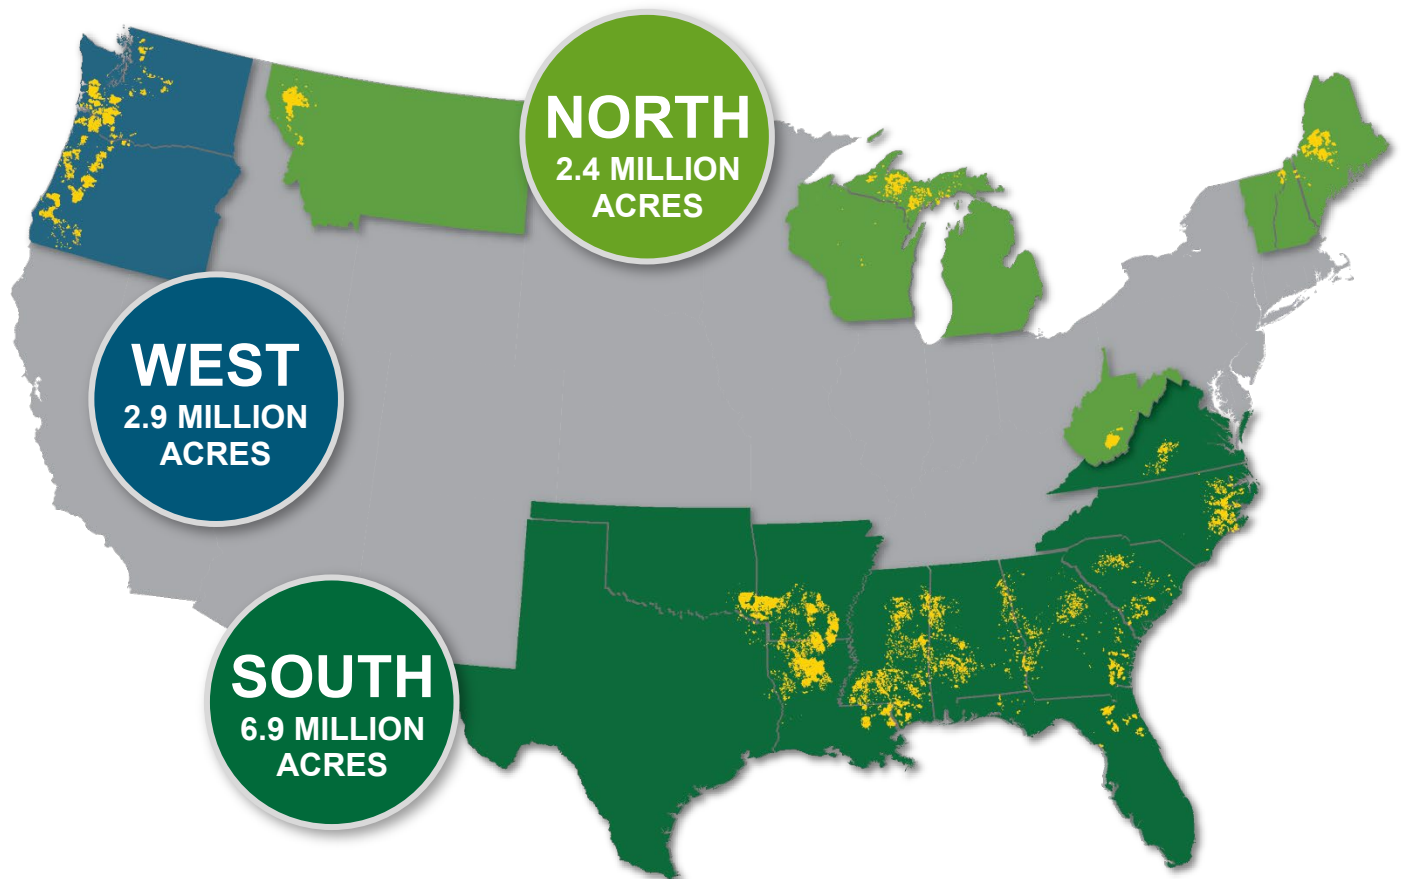 NORTH
2.4 MILLION
ACRES
WEST
2.9 MILLION
ACRES
SOUTH
6.9 MILLION
ACRES